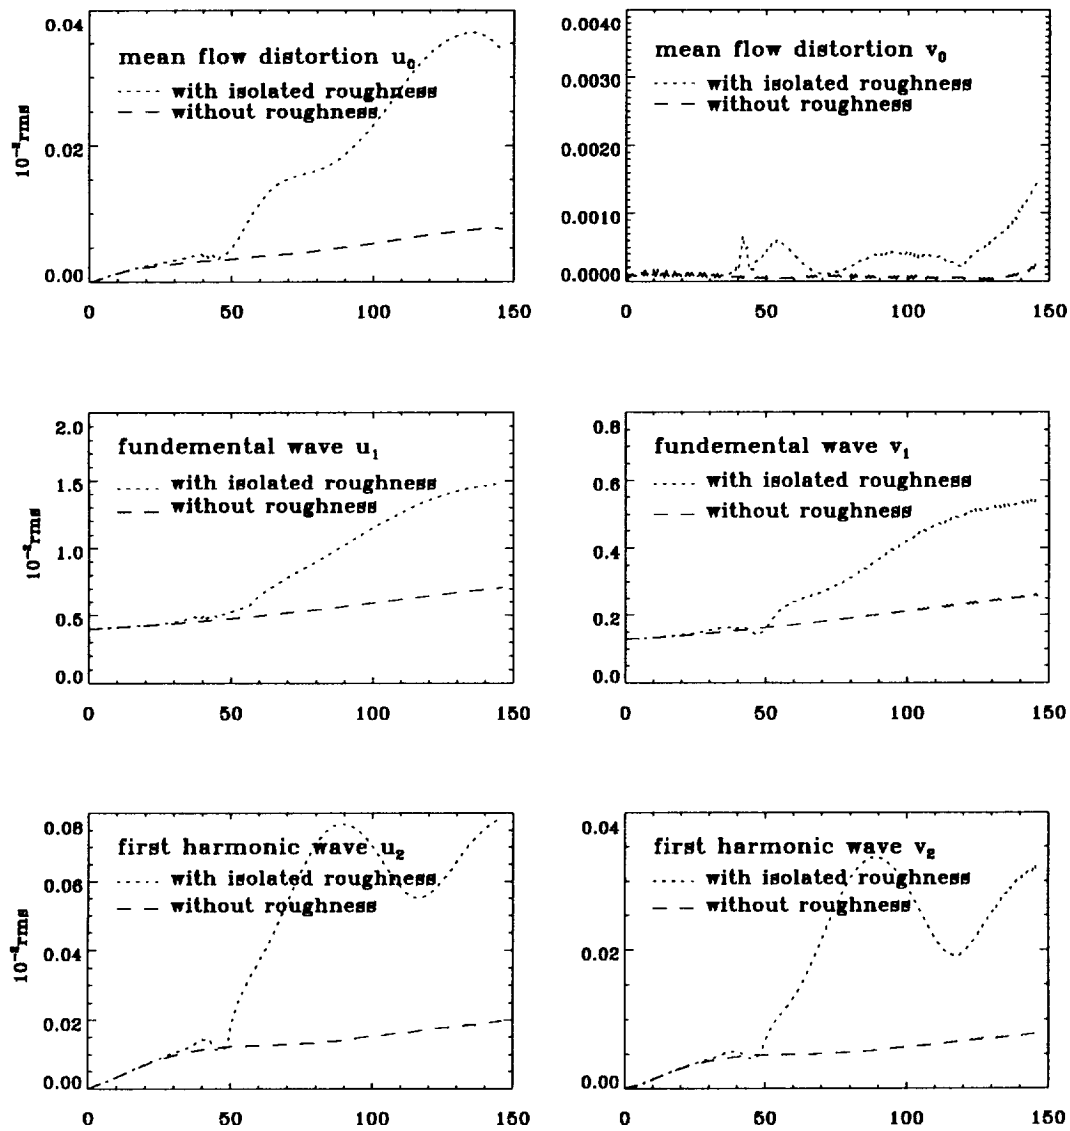 0.04
mean flow distortion u₀
with isolated roughness
without roughness
0.02
10⁻²rms
0.00
0 50 100 150
0.0040
mean flow distortion v₀
with isolated roughness
without roughness
0.0030
0.0020
0.0010
0.0000
0 50 100 150
2.0
fundemental wave u₁
with isolated roughness
without roughness
1.5
1.0
10⁻²rms
0.5
0.0
0 50 100 150
0.8
fundemental wave v₁
with isolated roughness
without roughness
0.6
0.4
0.2
0.0
0 50 100 150
0.08
first harmonic wave u₂
with isolated roughness
without roughness
0.06
0.04
10⁻²rms
0.02
0.00
0 50 100 150
0.04
first harmonic wave v₂
with isolated roughness
without roughness
0.02
0.00
0 50 100 150